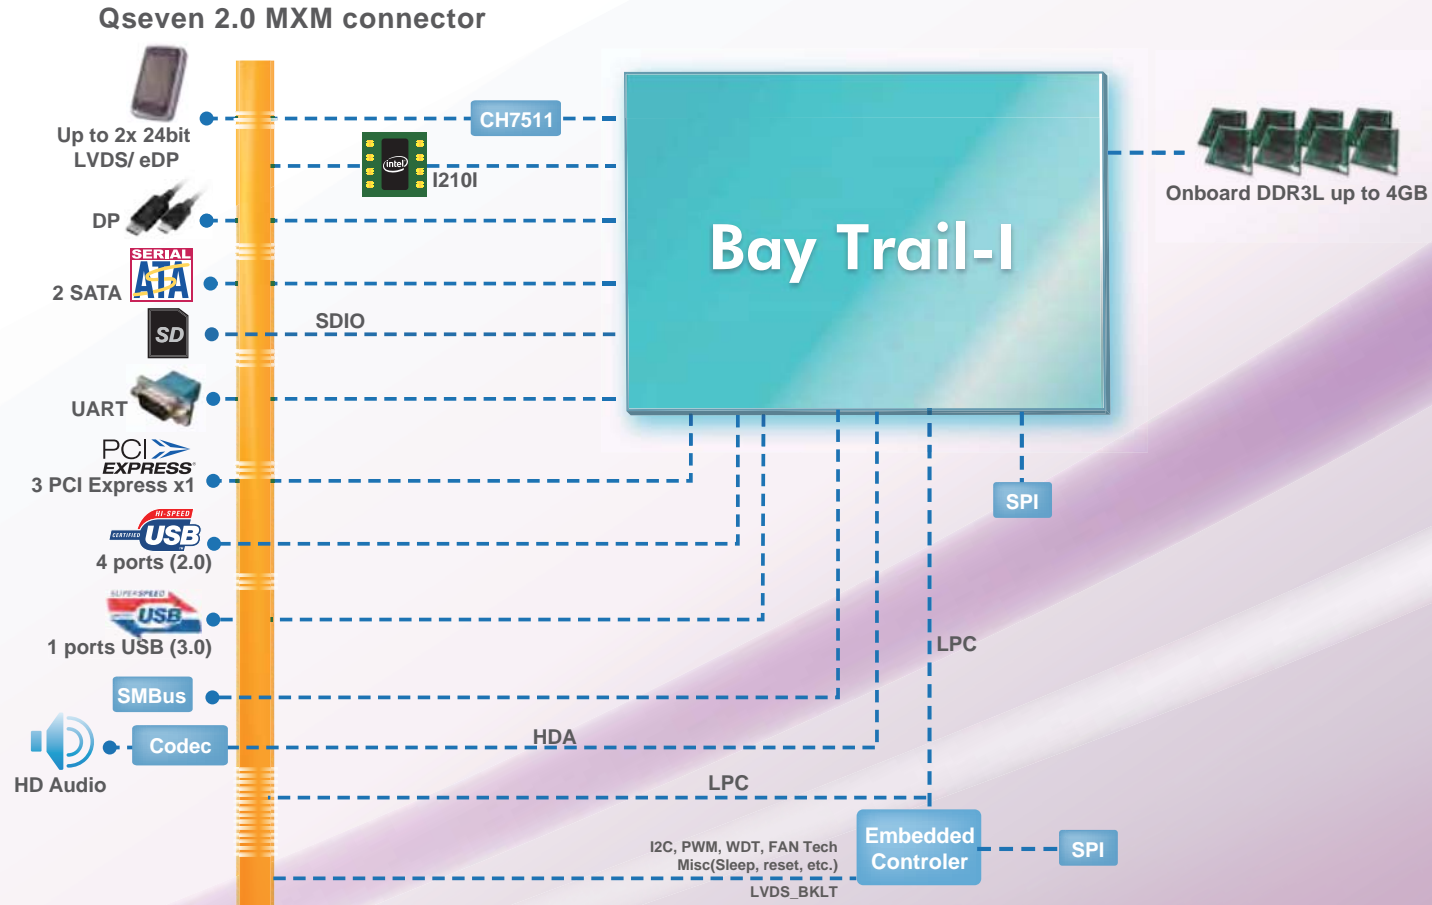 Qseven 2.0 MXM connector
Up to 2x 24bit
LVDS/ eDP
CH7511
intel
I210I
Bay Trail-I
Onboard DDR3L up to 4GB
DP
SERIAL
ATA
2 SATA
SD
SDIO
UART
PCI
EXPRESS
3 PCI Express x1
SPI
HI-SPEED
CERTIFIED
USB
4 ports (2.0)
SUPERSPEED
USB
1 ports USB (3.0)
LPC
SMBus
Codec
HDA
HD Audio
LPC
I2C, PWM, WDT, FAN Tech
Misc(Sleep, reset, etc.)
LVDS_BKLT
Embedded
Controler
SPI